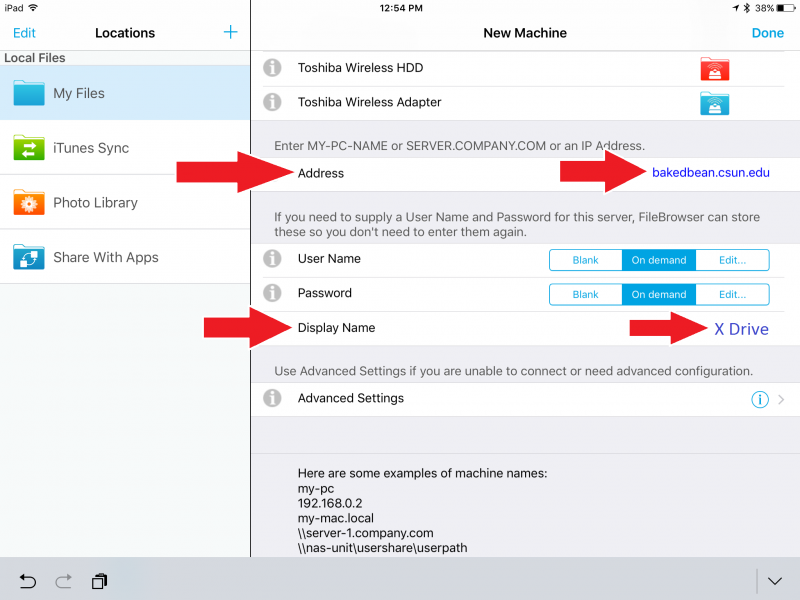 iPad 12:54 PM 38%
Edit Locations + New Machine Done
Local Files
My Files
iTunes Sync
Photo Library
Share With Apps
Toshiba Wireless HDD
Toshiba Wireless Adapter
Enter MY-PC-NAME or SERVER.COMPANY.COM or an IP Address.
Address bakedbean.csun.edu
If you need to supply a User Name and Password for this server, FileBrowser can store
these so you don't need to enter them again.
User Name Blank On demand Edit...
Password Blank On demand Edit...
Display Name X Drive
Use Advanced Settings if you are unable to connect or need advanced configuration.
Advanced Settings
Here are some examples of machine names:
my-pc
192.168.0.2
my-mac.local
\\server-1.company.com
\\nas-unit\usershare\userpath